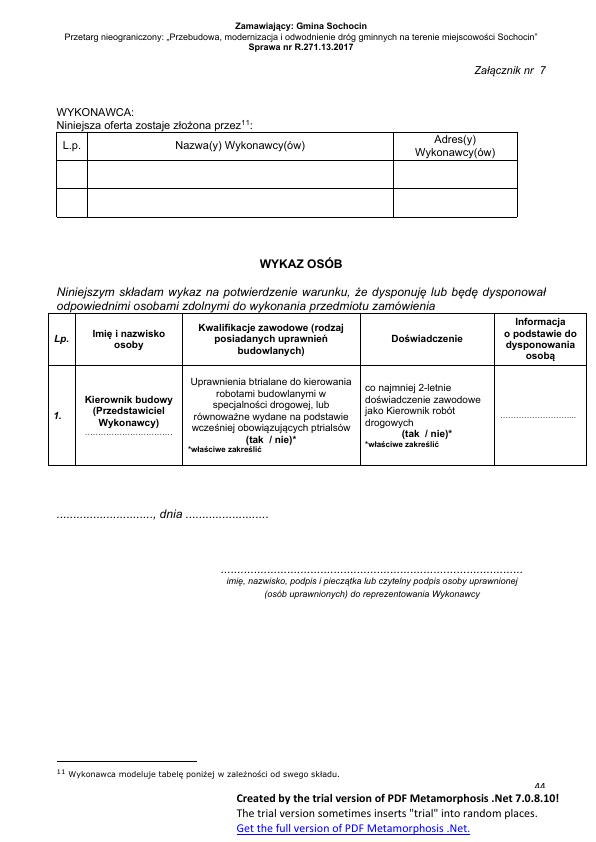 Zamawiający: Gmina Sochocin
Przetarg nieograniczony: „Przebudowa, modernizacja i odwodnienie dróg gminnych na terenie miejscowości Sochocin”
Sprawa nr R.271.13.2017
Załącznik nr 7
WYKONAWCA:
Niniejsza oferta zostaje złożona przez11:
L.p.
Nazwa(y) Wykonawcy(ów)
Adres(y)
Wykonawcy(ów)
WYKAZ OSÓB
Niniejszym składam wykaz na potwierdzenie warunku, że dysponuję lub będę dysponował
odpowiednimi osobami zdolnymi do wykonania przedmiotu zamówienia
Lp.
Imię i nazwisko
osoby
Kwalifikacje zawodowe (rodzaj
posiadanych uprawnień
budowlanych)
Doświadczenie
Informacja
o podstawie do
dysponowania
osobą
1.
Kierownik budowy
(Przedstawiciel
Wykonawcy)
................................
Uprawnienia btrialane do kierowania
robotami budowlanymi w
specjalności drogowej, lub
równoważne wydane na podstawie
wcześniej obowiązujących ptrialsów
(tak / nie)*
*właściwe zakreślić
co najmniej 2-letnie
doświadczenie zawodowe
jako Kierownik robót
drogowych
(tak / nie)*
*właściwe zakreślić
............................
............................., dnia .........................
............................................................................................
imię, nazwisko, podpis i pieczątka lub czytelny podpis osoby uprawnionej
(osób uprawnionych) do reprezentowania Wykonawcy
11 Wykonawca modeluje tabelę poniżej w zależności od swego składu.
44
Created by the trial version of PDF Metamorphosis .Net 7.0.8.10!
The trial version sometimes inserts "trial" into random places.
Get the full version of PDF Metamorphosis .Net.